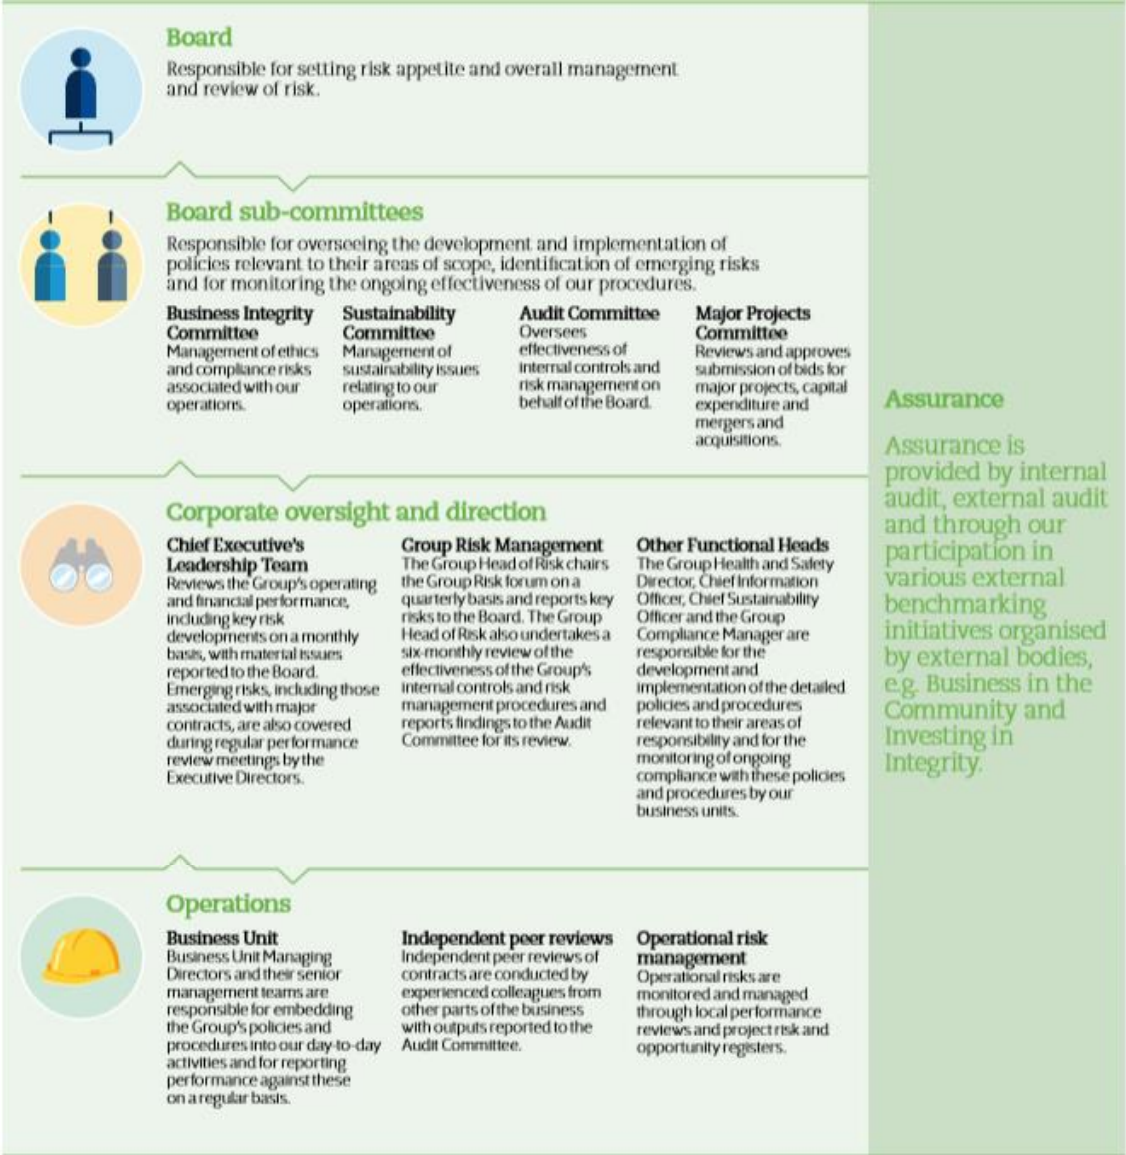 Board
Responsible for setting risk appetite and overall management
and review of risk.
Board sub-committees
Responsible for overseeing the development and implementation of
policies relevant to their areas of scope, identification of emerging risks
and for monitoring the ongoing effectiveness of our procedures.
Business Integrity
Committee
Management of ethics
and compliance risks
associated with our
operations.
Sustainability
Committee
Management of
sustainability issues
relating to our
operations.
Audit Committee
Oversees
effectiveness of
internal controls and
risk management on
behalf of the Board.
Major Projects
Committee
Reviews and approves
submission of bids for
major projects, capital
expenditure and
mergers and
acquisitions.
Corporate oversight and direction
Chief Executive's
Leadership Team
Reviews the Group's operating
and financial performance,
including key risk
developments on a monthly
basis, with material issues
reported to the Board.
Emerging risks, including those
associated with major
contracts, are also covered
during regular performance
review meetings by the
Executive Directors.
Group Risk Management
The Group Head of Risk chairs
the Group Risk forum on a
quarterly basis and reports key
risks to the Board. The Group
Head of Risk also undertakes a
six-monthly review of the
effectiveness of the Group's
internal controls and risk
management procedures and
reports findings to the Audit
Committee for its review.
Other Functional Heads
The Group Health and Safety
Director, Chief Information
Officer, Chief Sustainability
Officer and the Group
Compliance Manager are
responsible for the
development and
implementation of the detailed
policies and procedures
relevant to their areas of
responsibility and for the
monitoring of ongoing
compliance with these policies
and procedures by our
business units.
Operations
Business Unit
Business Unit Managing
Directors and their senior
management teams are
responsible for embedding
the Group's policies and
procedures into our day-to-day
activities and for reporting
performance against these
on a regular basis.
Independent peer reviews
Independent peer reviews of
contracts are conducted by
experienced colleagues from
other parts of the business
with outputs reported to the
Audit Committee.
Operational risk
management
Operational risks are
monitored and managed
through local performance
reviews and project risk and
opportunity registers.
Assurance
Assurance is
provided by internal
audit, external audit
and through our
participation in
various external
benchmarking
initiatives organised
by external bodies,
e.g. Business in the
Community and
Investing in
Integrity.